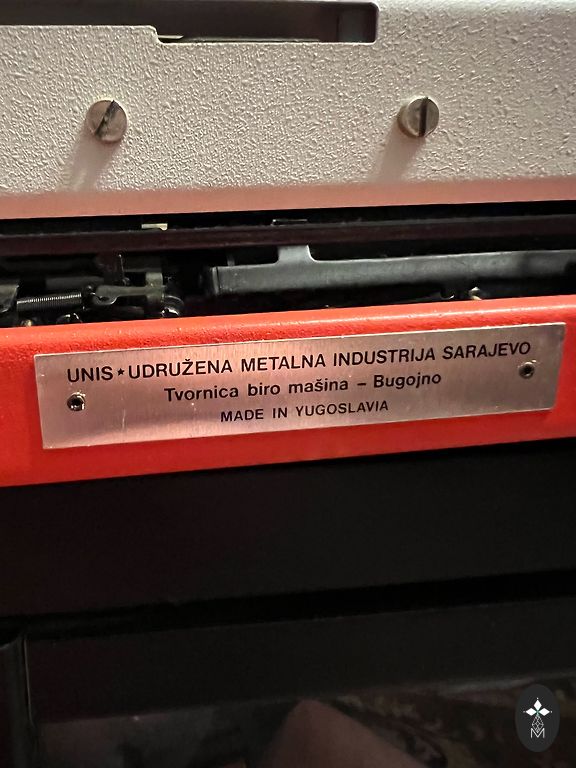 UNIS★UDRUŽENA METALNA INDUSTRIJA SARAJEVO
Tvornica biro mašina – Bugojno
MADE IN YUGOSLAVIA
M